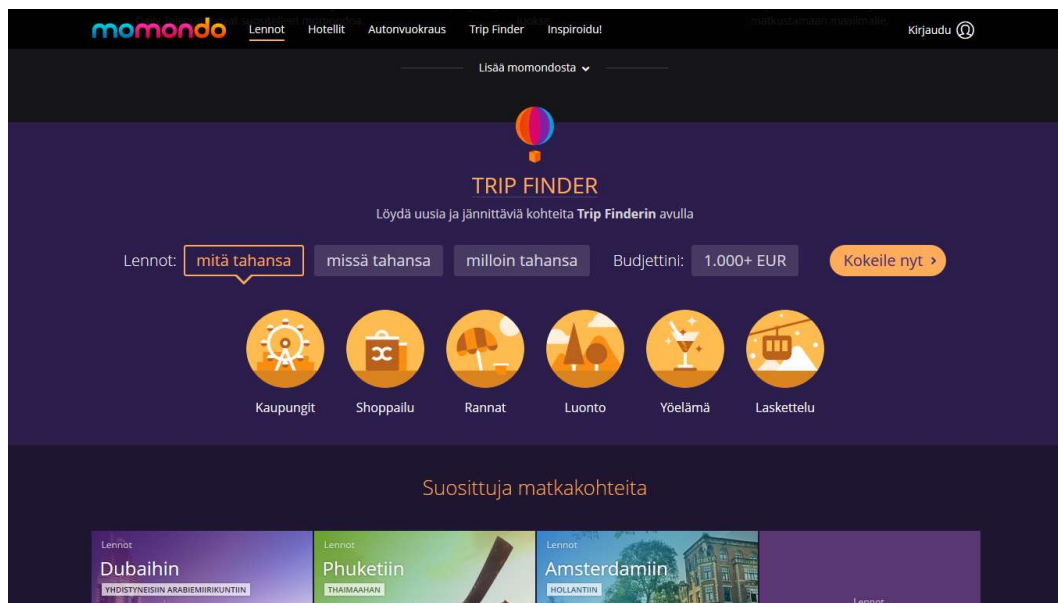 momondo Lennot Hotellit Autonvuokraus Trip Finder Inspiroidu! Kirjaudu
matkustamaan maailmalle.
Lisää momondosta
TRIP FINDER
Löydä uusia ja jännittäviä kohteita Trip Finderin avulla
Lennot: mitä tahansa missä tahansa milloin tahansa Budjettini: 1.000+ EUR Kokeile nyt ›
Kaupungit Shoppailu Rannat Luonto Yöelämä Laskettelu
Suosittuja matkakohteita
Lennot
Dubaihin
YHDISTYNEISIIN ARABIEMIIRIKUNTIIN
Lennot
Phuketiin
THAIMAAHAN
Lennot
Amsterdamiin
HOLLANTIIN
Lennot